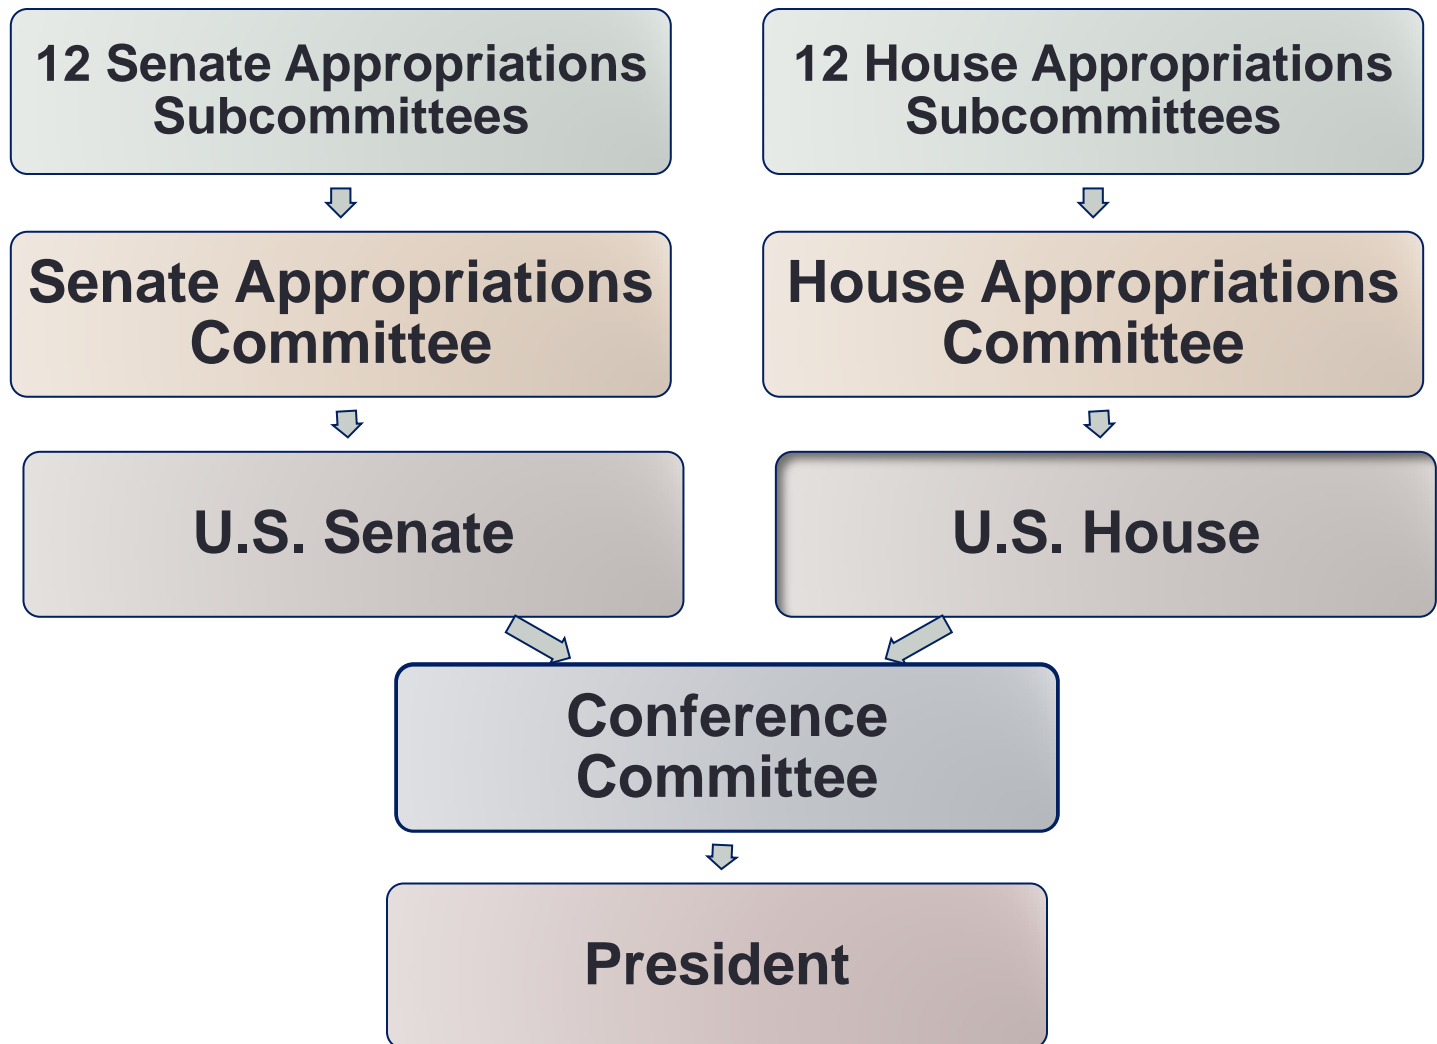 12 Senate Appropriations
Subcommittees
12 House Appropriations
Subcommittees
Senate Appropriations
Committee
House Appropriations
Committee
U.S. Senate
U.S. House
Conference
Committee
President